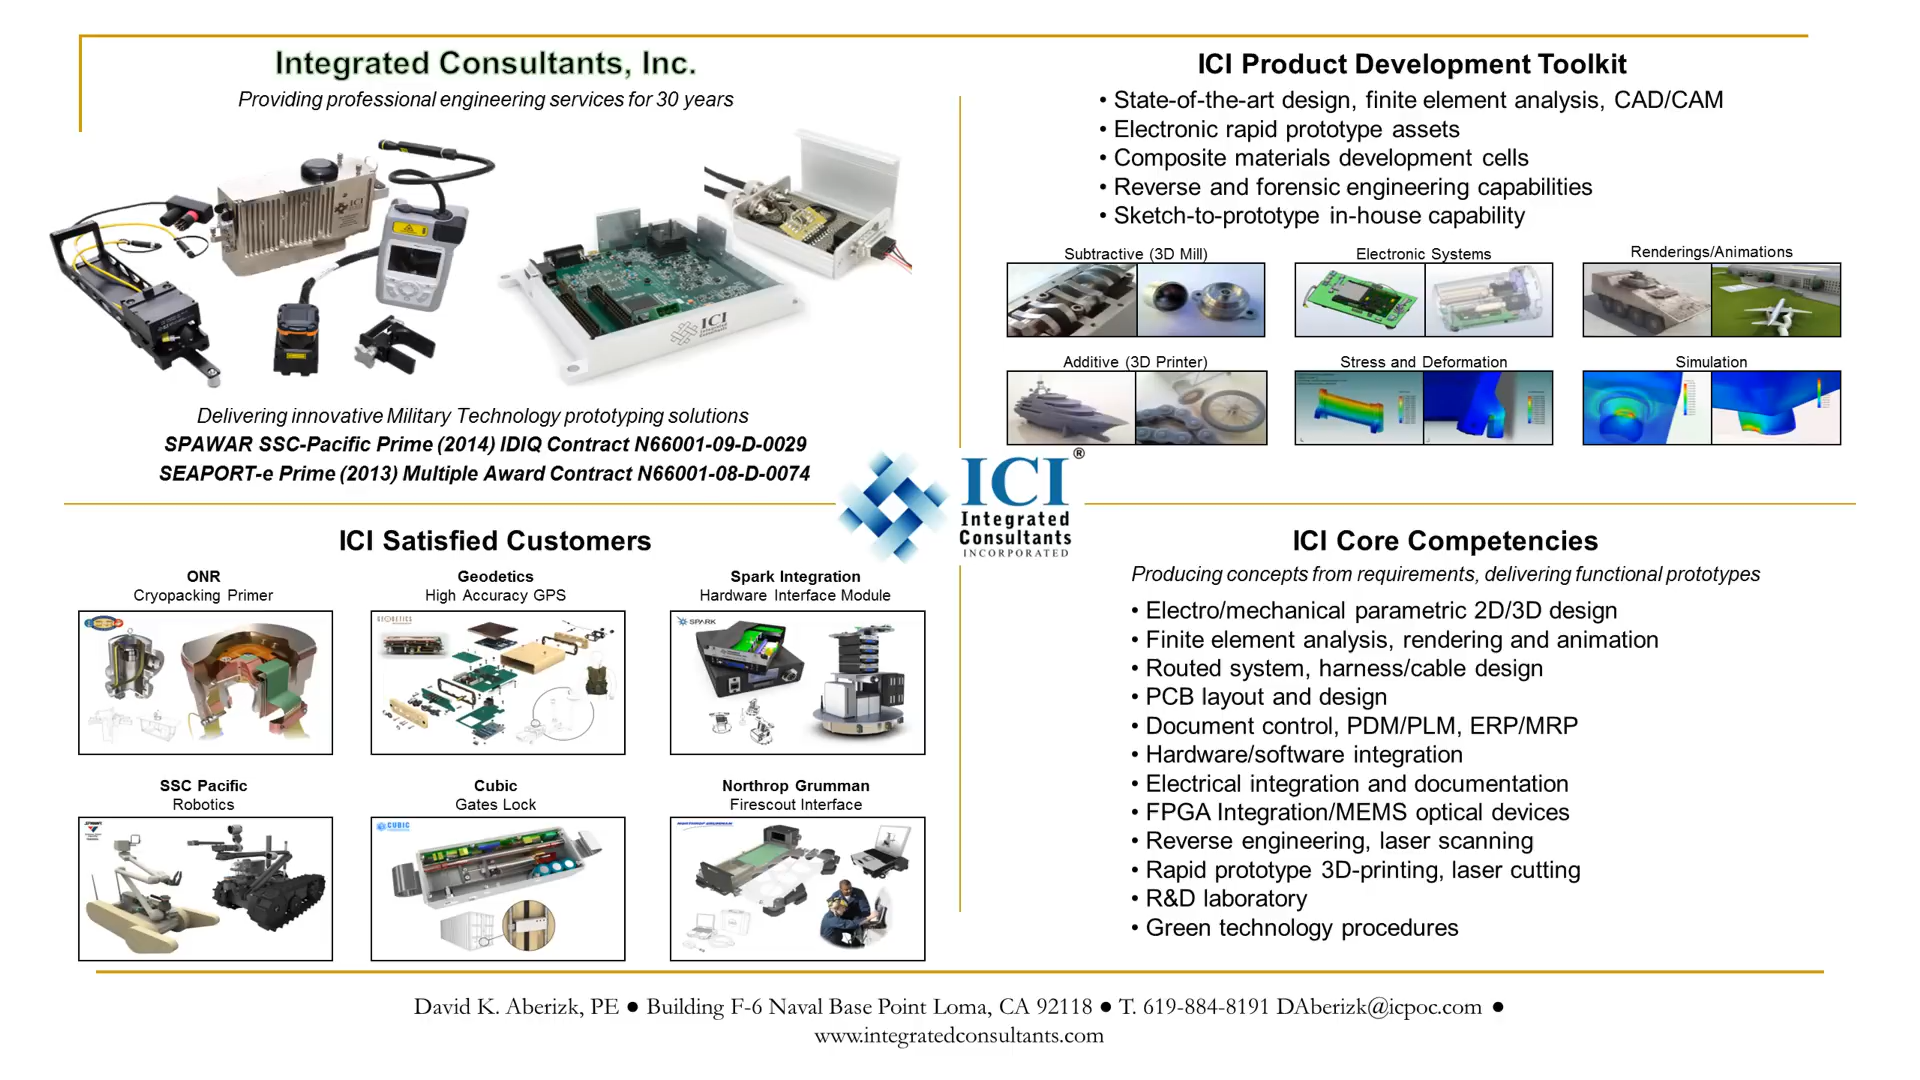 Integrated Consultants, Inc.
Providing professional engineering services for 30 years
ICI
ICI
Integrated
Consultants
Delivering innovative Military Technology prototyping solutions
SPAWAR SSC-Pacific Prime (2014) IDIQ Contract N66001-09-D-0029
SEAPORT-e Prime (2013) Multiple Award Contract N66001-08-D-0074
ICI Product Development Toolkit
• State-of-the-art design, finite element analysis, CAD/CAM
• Electronic rapid prototype assets
• Composite materials development cells
• Reverse and forensic engineering capabilities
• Sketch-to-prototype in-house capability
Subtractive (3D Mill)
Electronic Systems
Renderings/Animations
Additive (3D Printer)
Stress and Deformation
Simulation
ICI®
Integrated
Consultants
INCORPORATED
ICI Satisfied Customers
ONR
Cryopacking Primer
Geodetics
High Accuracy GPS
GEODETICS
Spark Integration
Hardware Interface Module
SPARK
SSC Pacific
Robotics
SPAWAR
Cubic
Gates Lock
CUBIC
Northrop Grumman
Firescout Interface
NORTHROP GRUMMAN
ICI Core Competencies
Producing concepts from requirements, delivering functional prototypes
• Electro/mechanical parametric 2D/3D design
• Finite element analysis, rendering and animation
• Routed system, harness/cable design
• PCB layout and design
• Document control, PDM/PLM, ERP/MRP
• Hardware/software integration
• Electrical integration and documentation
• FPGA Integration/MEMS optical devices
• Reverse engineering, laser scanning
• Rapid prototype 3D-printing, laser cutting
• R&D laboratory
• Green technology procedures
David K. Aberizk, PE ● Building F-6 Naval Base Point Loma, CA 92118 ● T. 619-884-8191 DAberizk@icpoc.com ●
www.integratedconsultants.com